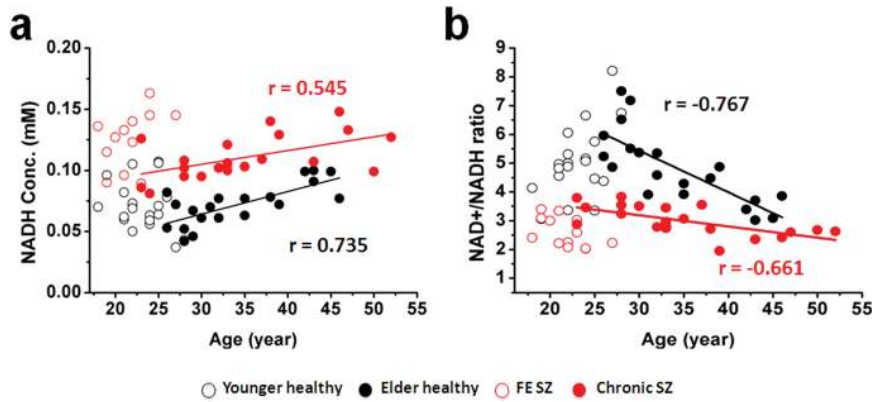 a
b
NADH Conc. (mM)
0.20
0.15
0.10
0.05
0.00
r = 0.545
r = 0.735
20 25 30 35 40 45 50 55
Age (year)
NAD+/NADH ratio
9
8
7
6
5
4
3
2
1
r = -0.767
r = -0.661
20 25 30 35 40 45 50 55
Age (year)
Younger healthy Elder healthy FE SZ Chronic SZ